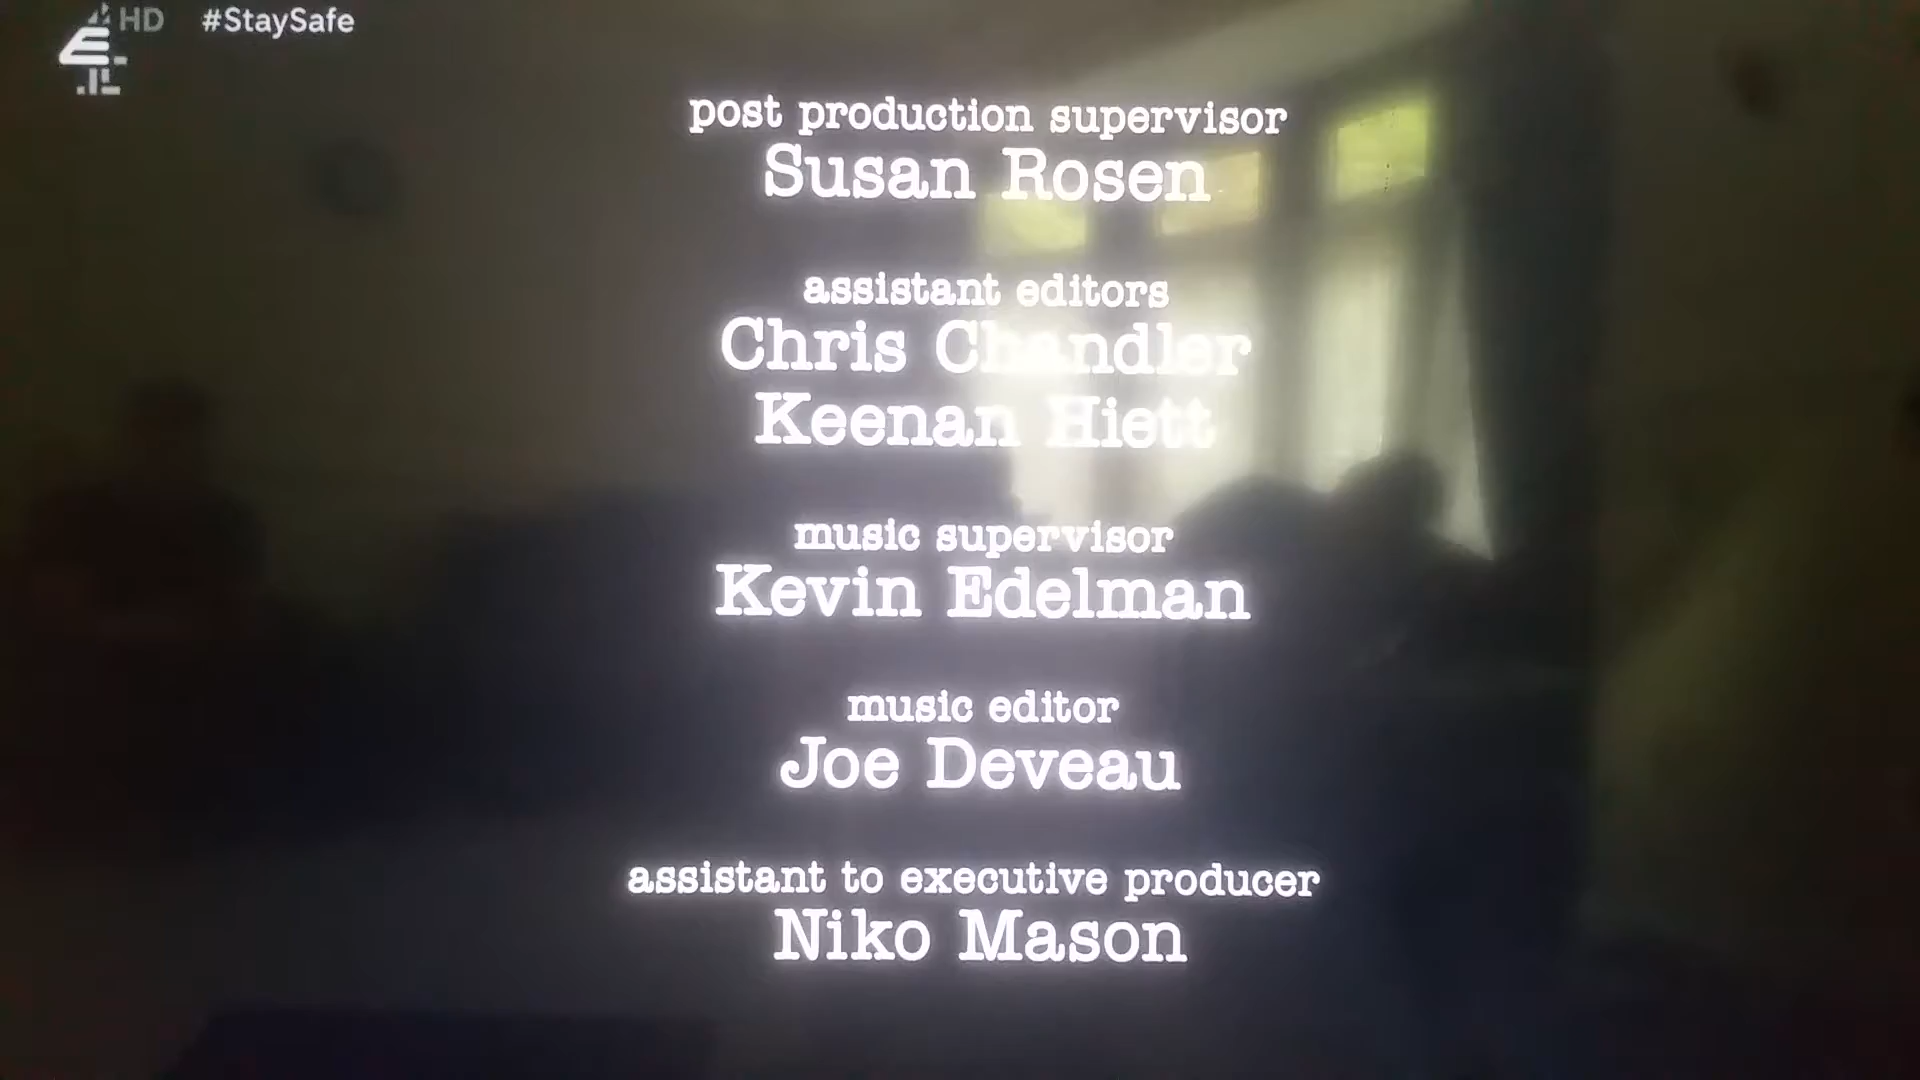 HD #StaySafe
post production supervisor
Susan Rosen
assistant editors
Chris Chandler
Keenan Hiett
music supervisor
Kevin Edelman
music editor
Joe Deveau
assistant to executive producer
Niko Mason